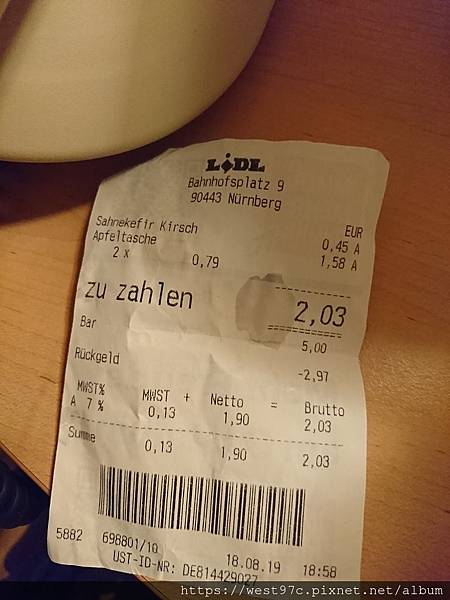 LIDL
Bahnhofsplatz 9
90443 Nürnberg
EUR
Sahnekefir Kirsch 0,45 A
Apfeltasche 1,58 A
2 x 0,79
zu zahlen 2,03
Bar 5,00
Rückgeld -2,97
MWST% MWST + Netto = Brutto
A 7 % 0,13 1,90 2,03
Summe 0,13 1,90 2,03
5882 698801/10 18.08.19 18:58
UST-ID-NR: DE814429027
https://west97c.pixnet.net/album